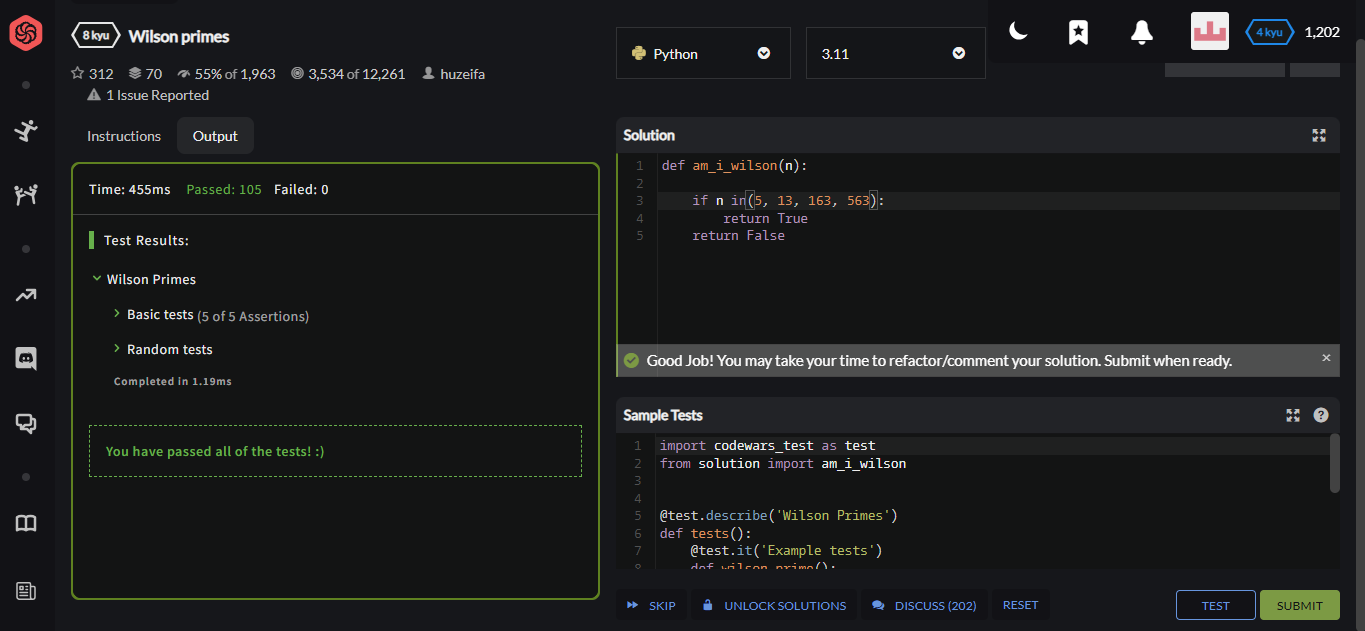 8 kyu Wilson primes
312 70 55% of 1,963 3,534 of 12,261 huzeifa
1 Issue Reported
Instructions Output
Time: 455ms Passed: 105 Failed: 0
Test Results:
Wilson Primes
Basic tests (5 of 5 Assertions)
Random tests
Completed in 1.19ms
You have passed all of the tests! :)
Python 3.11
4 kyu 1,202
Solution
1 def am_i_wilson(n):
2
3 if n in(5, 13, 163, 563):
4 return True
5 return False
Good Job! You may take your time to refactor/comment your solution. Submit when ready. ×
Sample Tests ?
1 import codewars_test as test
2 from solution import am_i_wilson
3
4
5 @test.describe('Wilson Primes')
6 def tests():
7 @test.it('Example tests')
8 def wilson_prime():
SKIP UNLOCK SOLUTIONS DISCUSS (202) RESET TEST SUBMIT